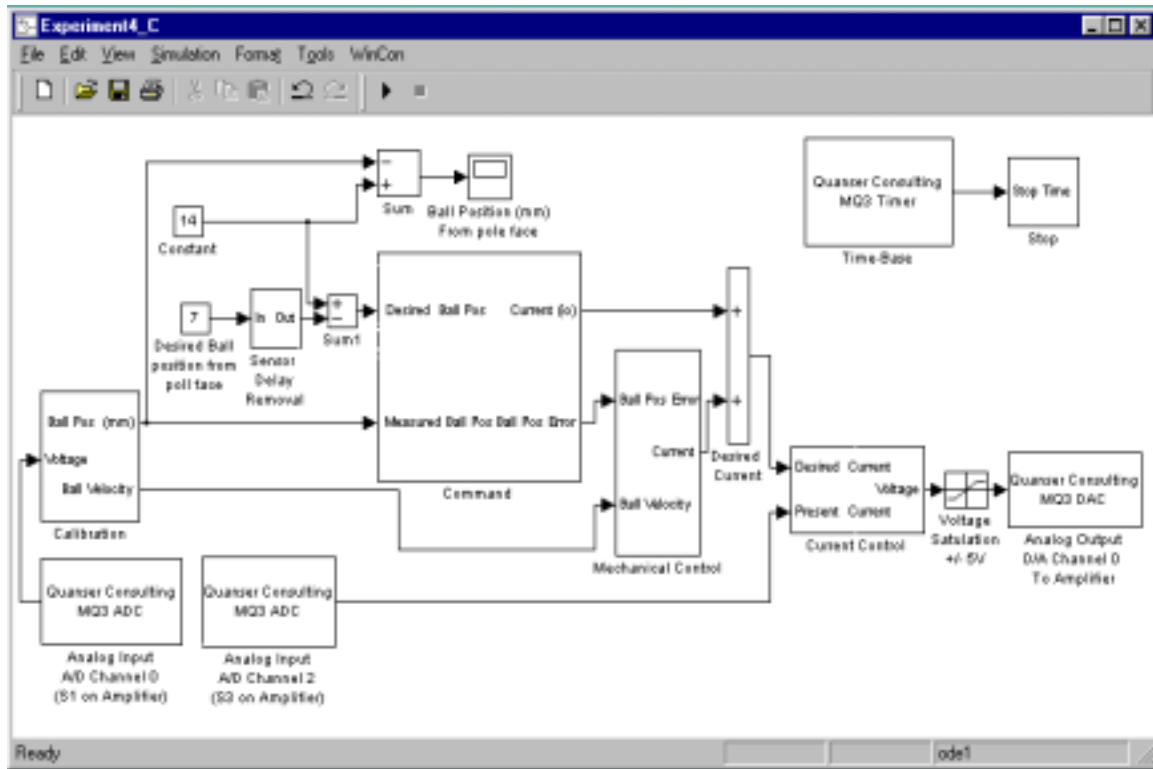 Experiment4_C
File Edit View Simulation Format Tools WinCon
−
+
Sum
Ball Position (mm)
From pole face
14
Constant
Quanser Consulting
MQ3 Timer
Time-Base
Stop Time
Stop
7
Desired Ball
position from
poll face
In Out
Sensor
Delay
Removal
+
−
Sum1
Desired Ball Pos
Current (Io)
Measured Ball Pos
Ball Pos Error
Command
+
+
Desired
Current
Ball Pos Error
Current
Ball Velocity
Mechanical Control
Ball Pos (mm)
Voltage
Ball Velocity
Calibration
Desired Current
Voltage
Present Current
Current Control
Voltage
Satulation
+/- 5V
Quanser Consulting
MQ3 DAC
Analog Output
D/A Channel 0
To Amplifier
Quanser Consulting
MQ3 ADC
Analog Input
A/D Channel 0
(S1 on Amplifier)
Quanser Consulting
MQ3 ADC
Analog Input
A/D Channel 2
(S3 on Amplifier)
Ready
ode1